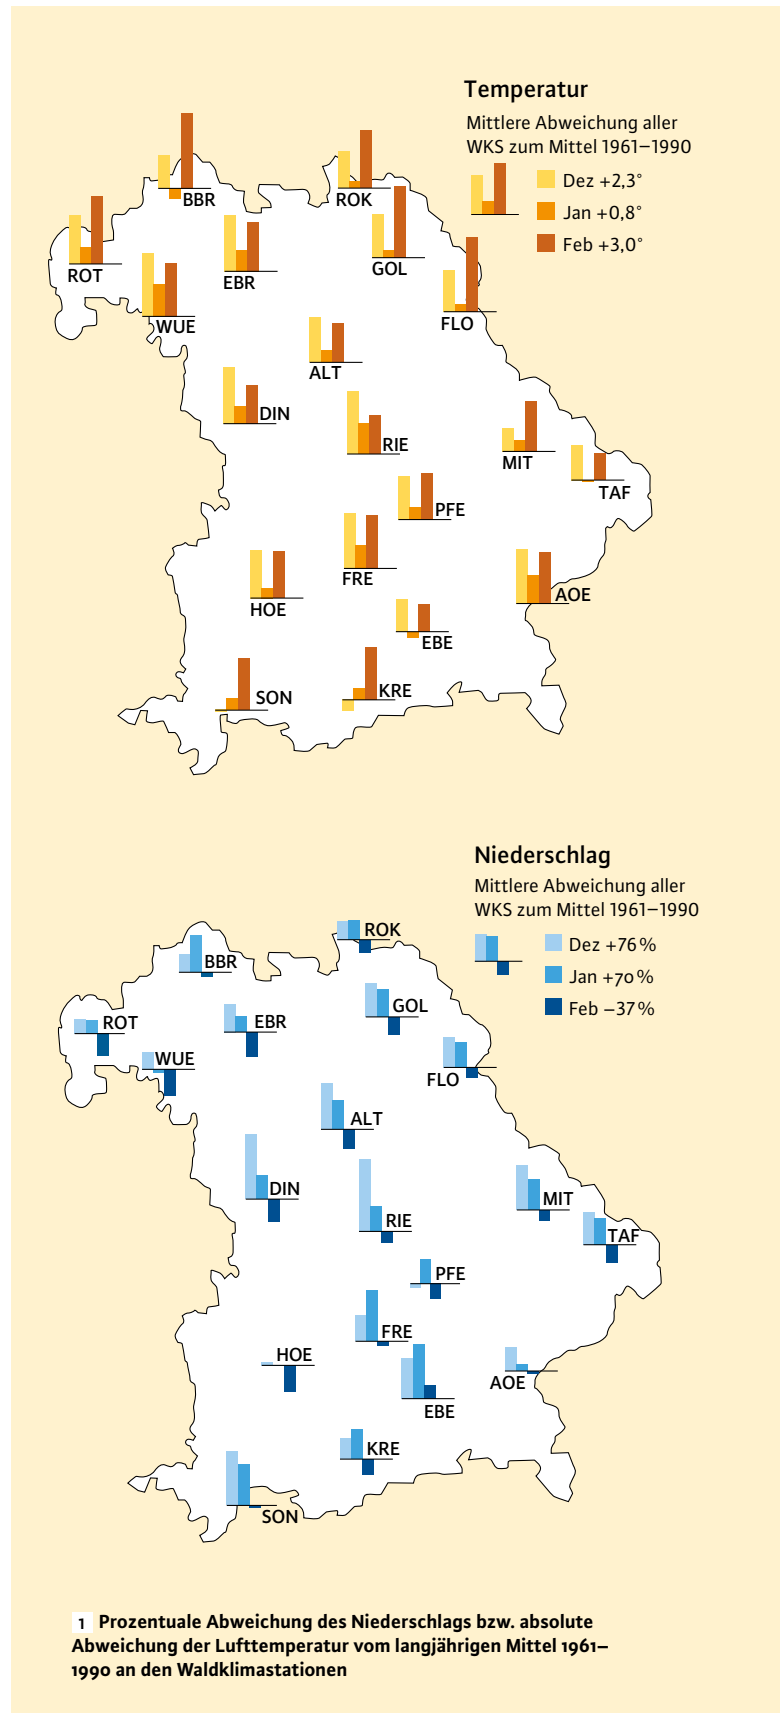 Temperatur
Mittlere Abweichung aller
WKS zum Mittel 1961–1990
Dez +2,3°
Jan +0,8°
Feb +3,0°
BBR
ROK
ROT
EBR
GOL
WUE
FLO
ALT
DIN
RIE
MIT
TAF
PFE
FRE
HOE
AOE
EBE
SON
KRE
Niederschlag
Mittlere Abweichung aller
WKS zum Mittel 1961–1990
Dez +76%
Jan +70%
Feb –37%
ROK
BBR
GOL
ROT
EBR
WUE
FLO
ALT
DIN
MIT
RIE
TAF
PFE
FRE
HOE
AOE
EBE
KRE
SON
1 Prozentuale Abweichung des Niederschlags bzw. absolute
Abweichung der Lufttemperatur vom langjährigen Mittel 1961–
1990 an den Waldklimastationen